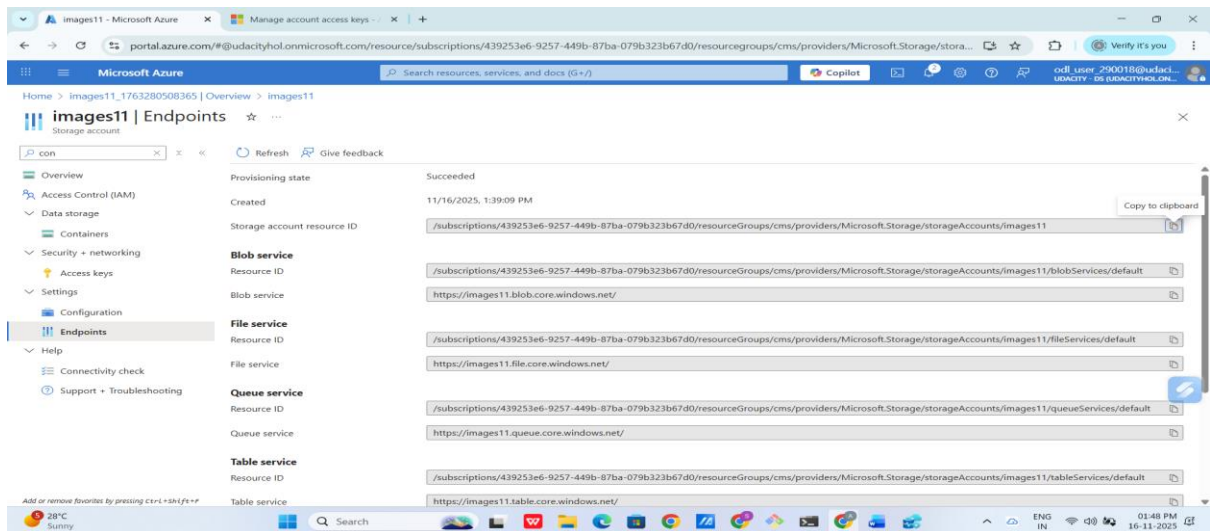 images11 - Microsoft Azure
Manage account access keys - A
portal.azure.com/#@udacityhol.onmicrosoft.com/resource/subscriptions/439253e6-9257-449b-87ba-079b323b67d0/resourcegroups/cms/providers/Microsoft.Storage/stora...
Verify it's you
Microsoft Azure
Search resources, services, and docs (G+/)
Copilot
2
odl_user_290018@udaci...
UDACITY - DS (UDACITYHOL.ON...
Home > images11_1763280508365 | Overview > images11
images11 | Endpoints
Storage account
con
Refresh
Give feedback
Overview
Access Control (IAM)
Data storage
Containers
Security + networking
Access keys
Settings
Configuration
Endpoints
Help
Connectivity check
Support + Troubleshooting
Add or remove favorites by pressing Ctrl+Shift+F
Provisioning state
Succeeded
Created
11/16/2025, 1:39:09 PM
Copy to clipboard
Storage account resource ID
/subscriptions/439253e6-9257-449b-87ba-079b323b67d0/resourceGroups/cms/providers/Microsoft.Storage/storageAccounts/images11
Blob service
Resource ID
/subscriptions/439253e6-9257-449b-87ba-079b323b67d0/resourceGroups/cms/providers/Microsoft.Storage/storageAccounts/images11/blobServices/default
Blob service
https://images11.blob.core.windows.net/
File service
Resource ID
/subscriptions/439253e6-9257-449b-87ba-079b323b67d0/resourceGroups/cms/providers/Microsoft.Storage/storageAccounts/images11/fileServices/default
File service
https://images11.file.core.windows.net/
Queue service
Resource ID
/subscriptions/439253e6-9257-449b-87ba-079b323b67d0/resourceGroups/cms/providers/Microsoft.Storage/storageAccounts/images11/queueServices/default
Queue service
https://images11.queue.core.windows.net/
Table service
Resource ID
/subscriptions/439253e6-9257-449b-87ba-079b323b67d0/resourceGroups/cms/providers/Microsoft.Storage/storageAccounts/images11/tableServices/default
Table service
https://images11.table.core.windows.net/
5
28°C
Sunny
Search
ENG
IN
01:48 PM
16-11-2025